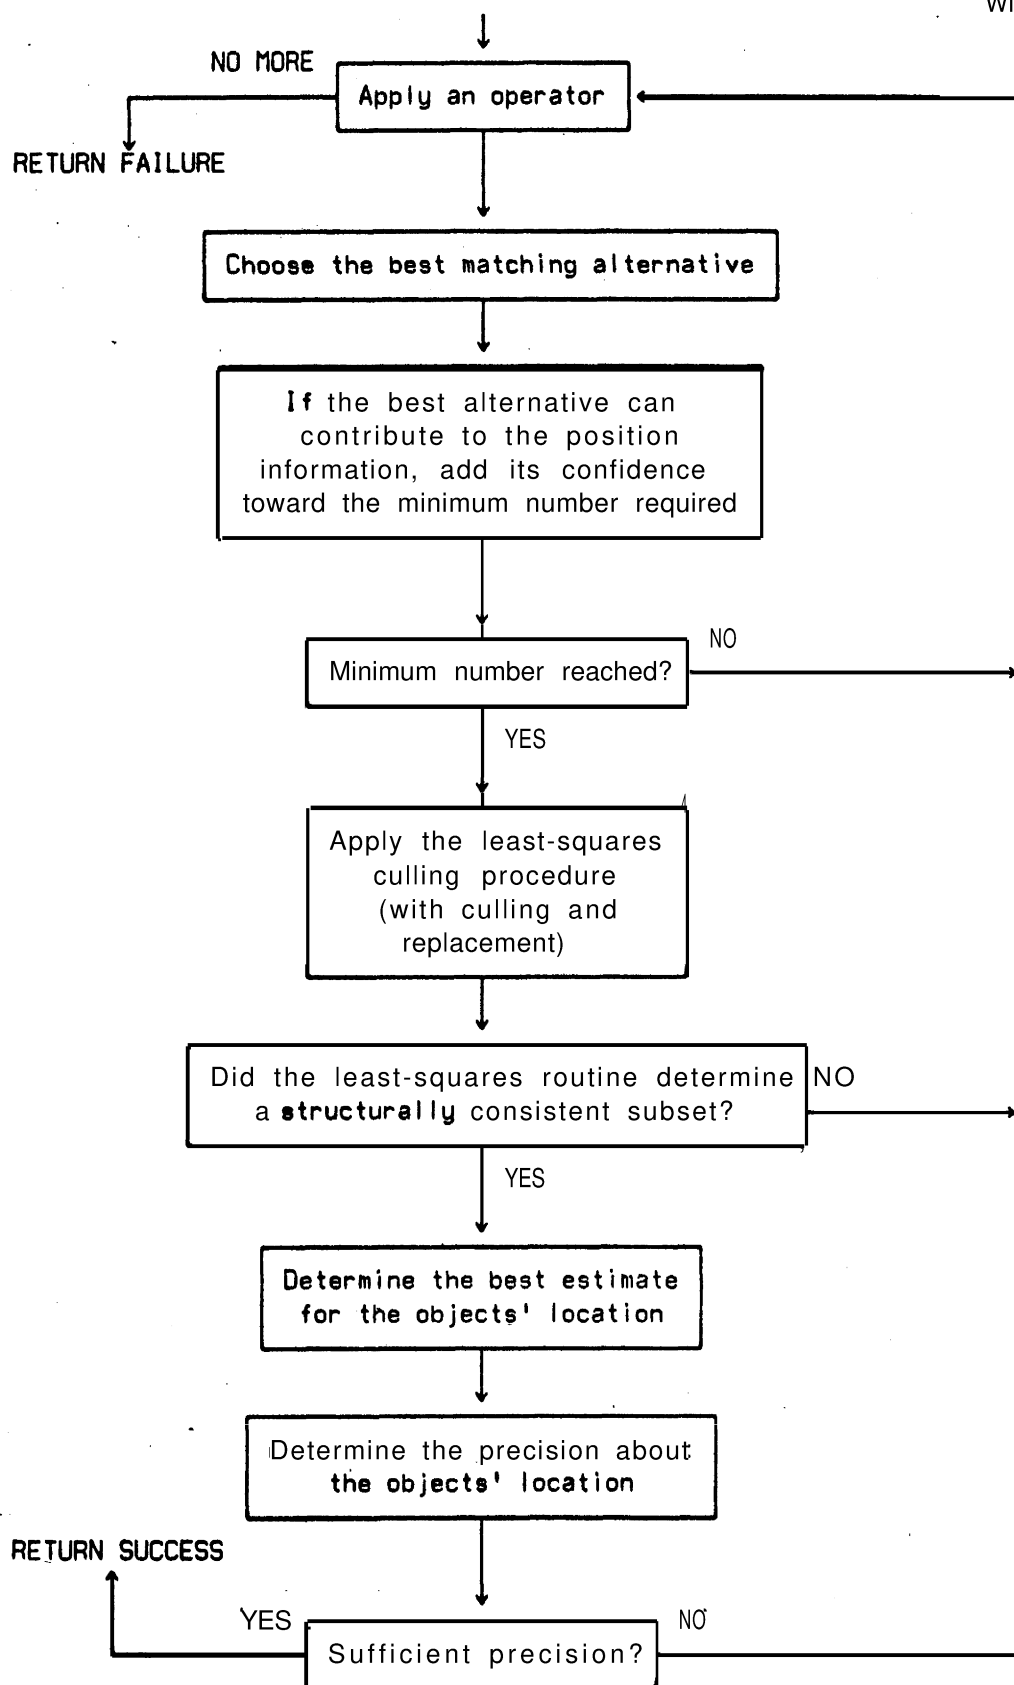 WI
NO MORE
Apply an operator
RETURN FAILURE
Choose the best matching alternative
If the best alternative can
contribute to the position
information, add its confidence
toward the minimum number required
NO
Minimum number reached?
YES
Apply the least-squares
culling procedure
(with culling and
replacement)
Did the least-squares routine determine
NO
a structurally consistent subset?
YES
Determine the best estimate
for the objects' location
Determine the precision about
the objects' location
RETURN SUCCESS
YES
NO
Sufficient precision?